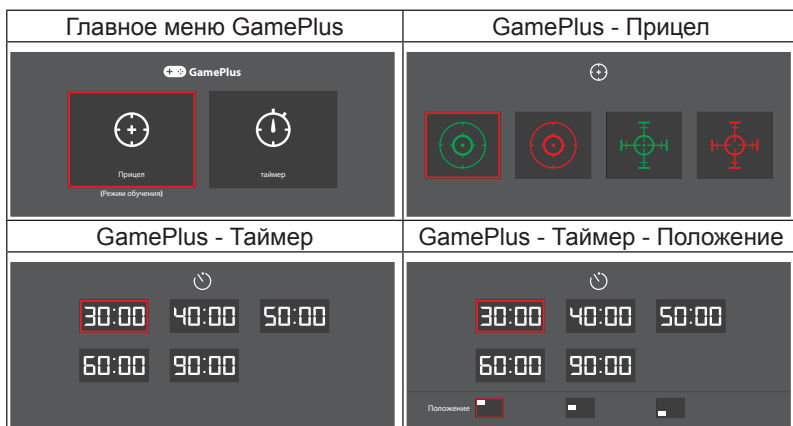 Главное меню GamePlus
GamePlus - Прицел
GamePlus
Прицел
таймер
(Режим обучения)
GamePlus - Таймер
GamePlus - Таймер - Положение
30:00 40:00 50:00
60:00 90:00
30:00 40:00 50:00
60:00 90:00
Положение